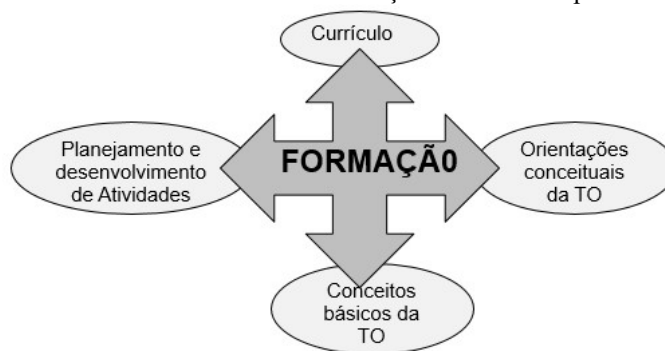 Currículo
Planejamento e
desenvolvimento
de Atividades
FORMAÇÃ0
Orientações
conceituais
da TO
Conceitos
básicos da
TO